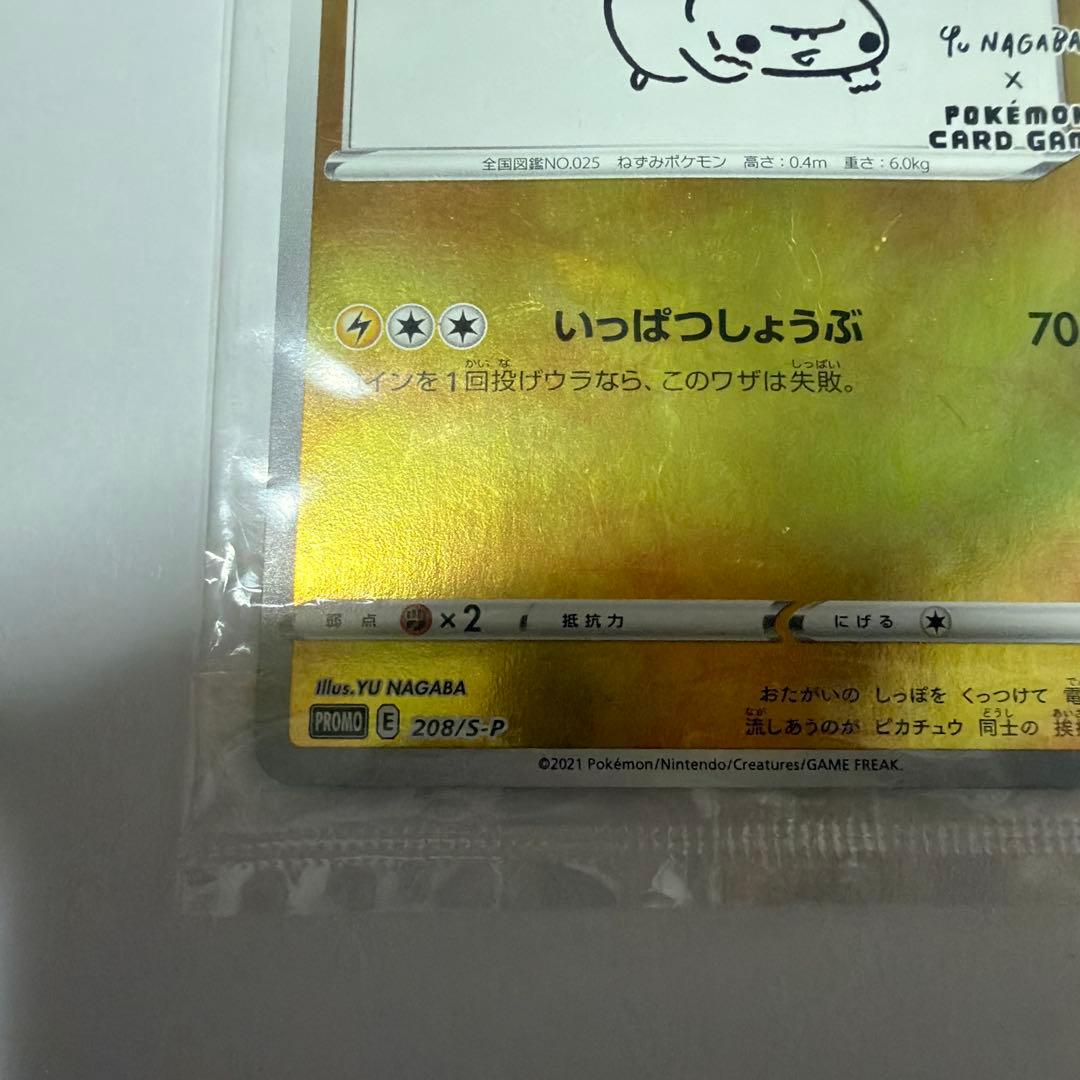 Yu NAGABA
×
POKÉMON
CARD GAM
全国図鑑NO.025 ねずみポケモン 高さ:0.4m 重さ:6.0kg
いっぱつしょうぶ 70
コインを1回投げウラなら、このワザは失敗。
弱点 ×2 抵抗力 にげる
Illus.YU NAGABA
PROMO E 208/S-P
おたがいの しっぽを くっつけて 電
流しあうのが ピカチュウ 同士の 挨
©2021 Pokémon/Nintendo/Creatures/GAME FREAK.